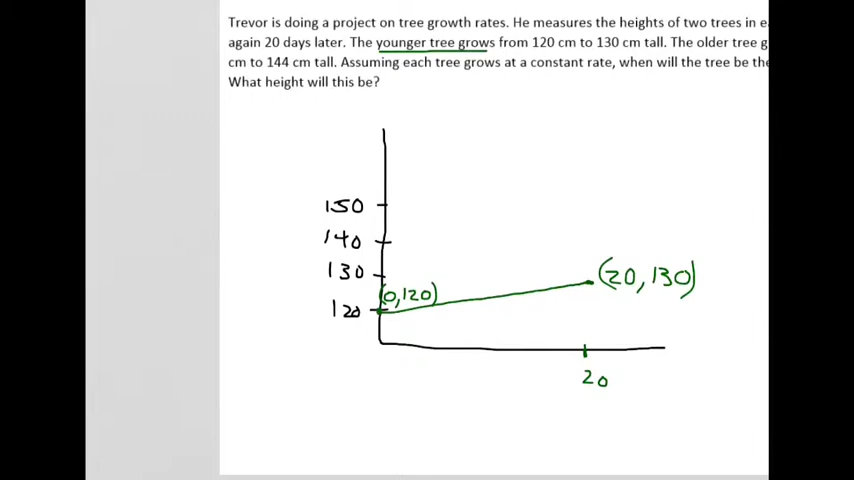 Trevor is doing a project on tree growth rates. He measures the heights of two trees in
again 20 days later. The younger tree grows from 120 cm to 130 cm tall. The older tree
cm to 144 cm tall. Assuming each tree grows at a constant rate, when will the tree be
What height will this be?
150
140
130
(20,130)
(0,120)
120
20